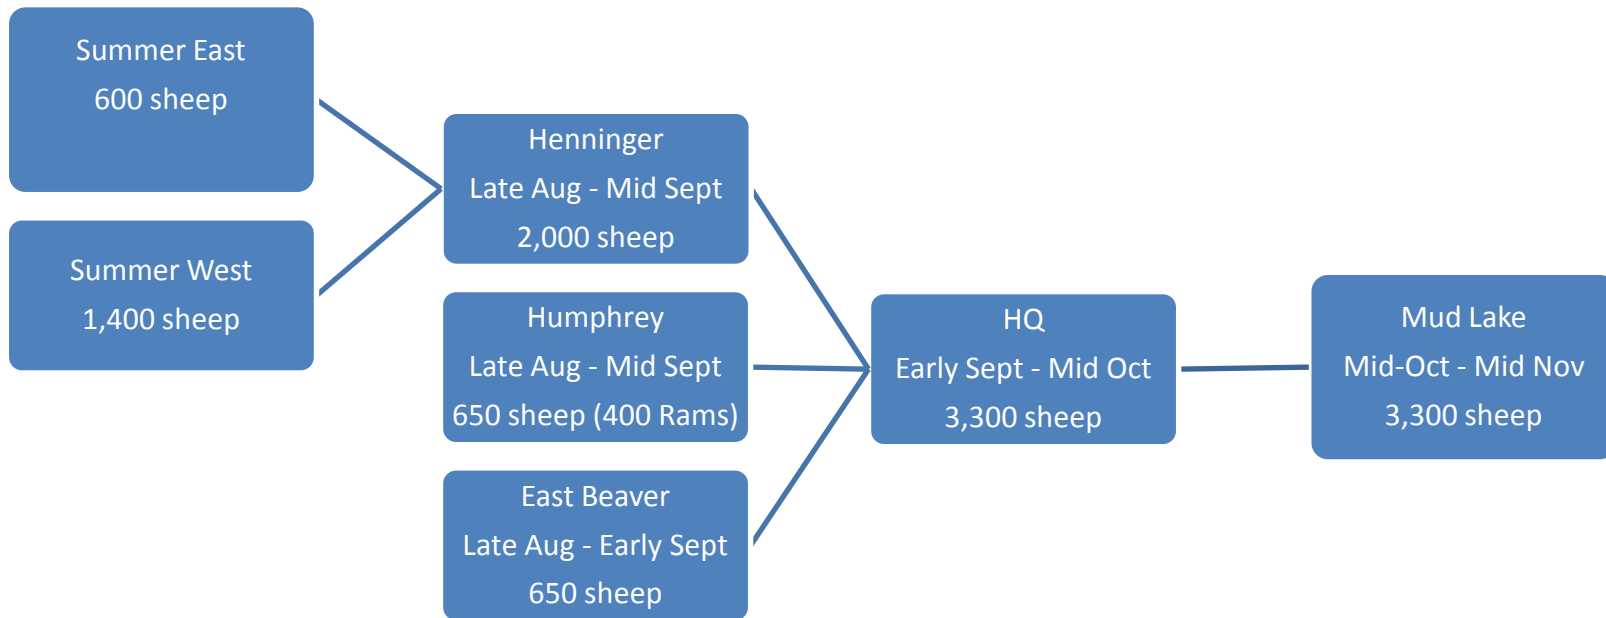 Summer East
600 sheep
Summer West
1,400 sheep
Henninger
Late Aug - Mid Sept
2,000 sheep
Humphrey
Late Aug - Mid Sept
650 sheep (400 Rams)
East Beaver
Late Aug - Early Sept
650 sheep
HQ
Early Sept - Mid Oct
3,300 sheep
Mud Lake
Mid-Oct - Mid Nov
3,300 sheep